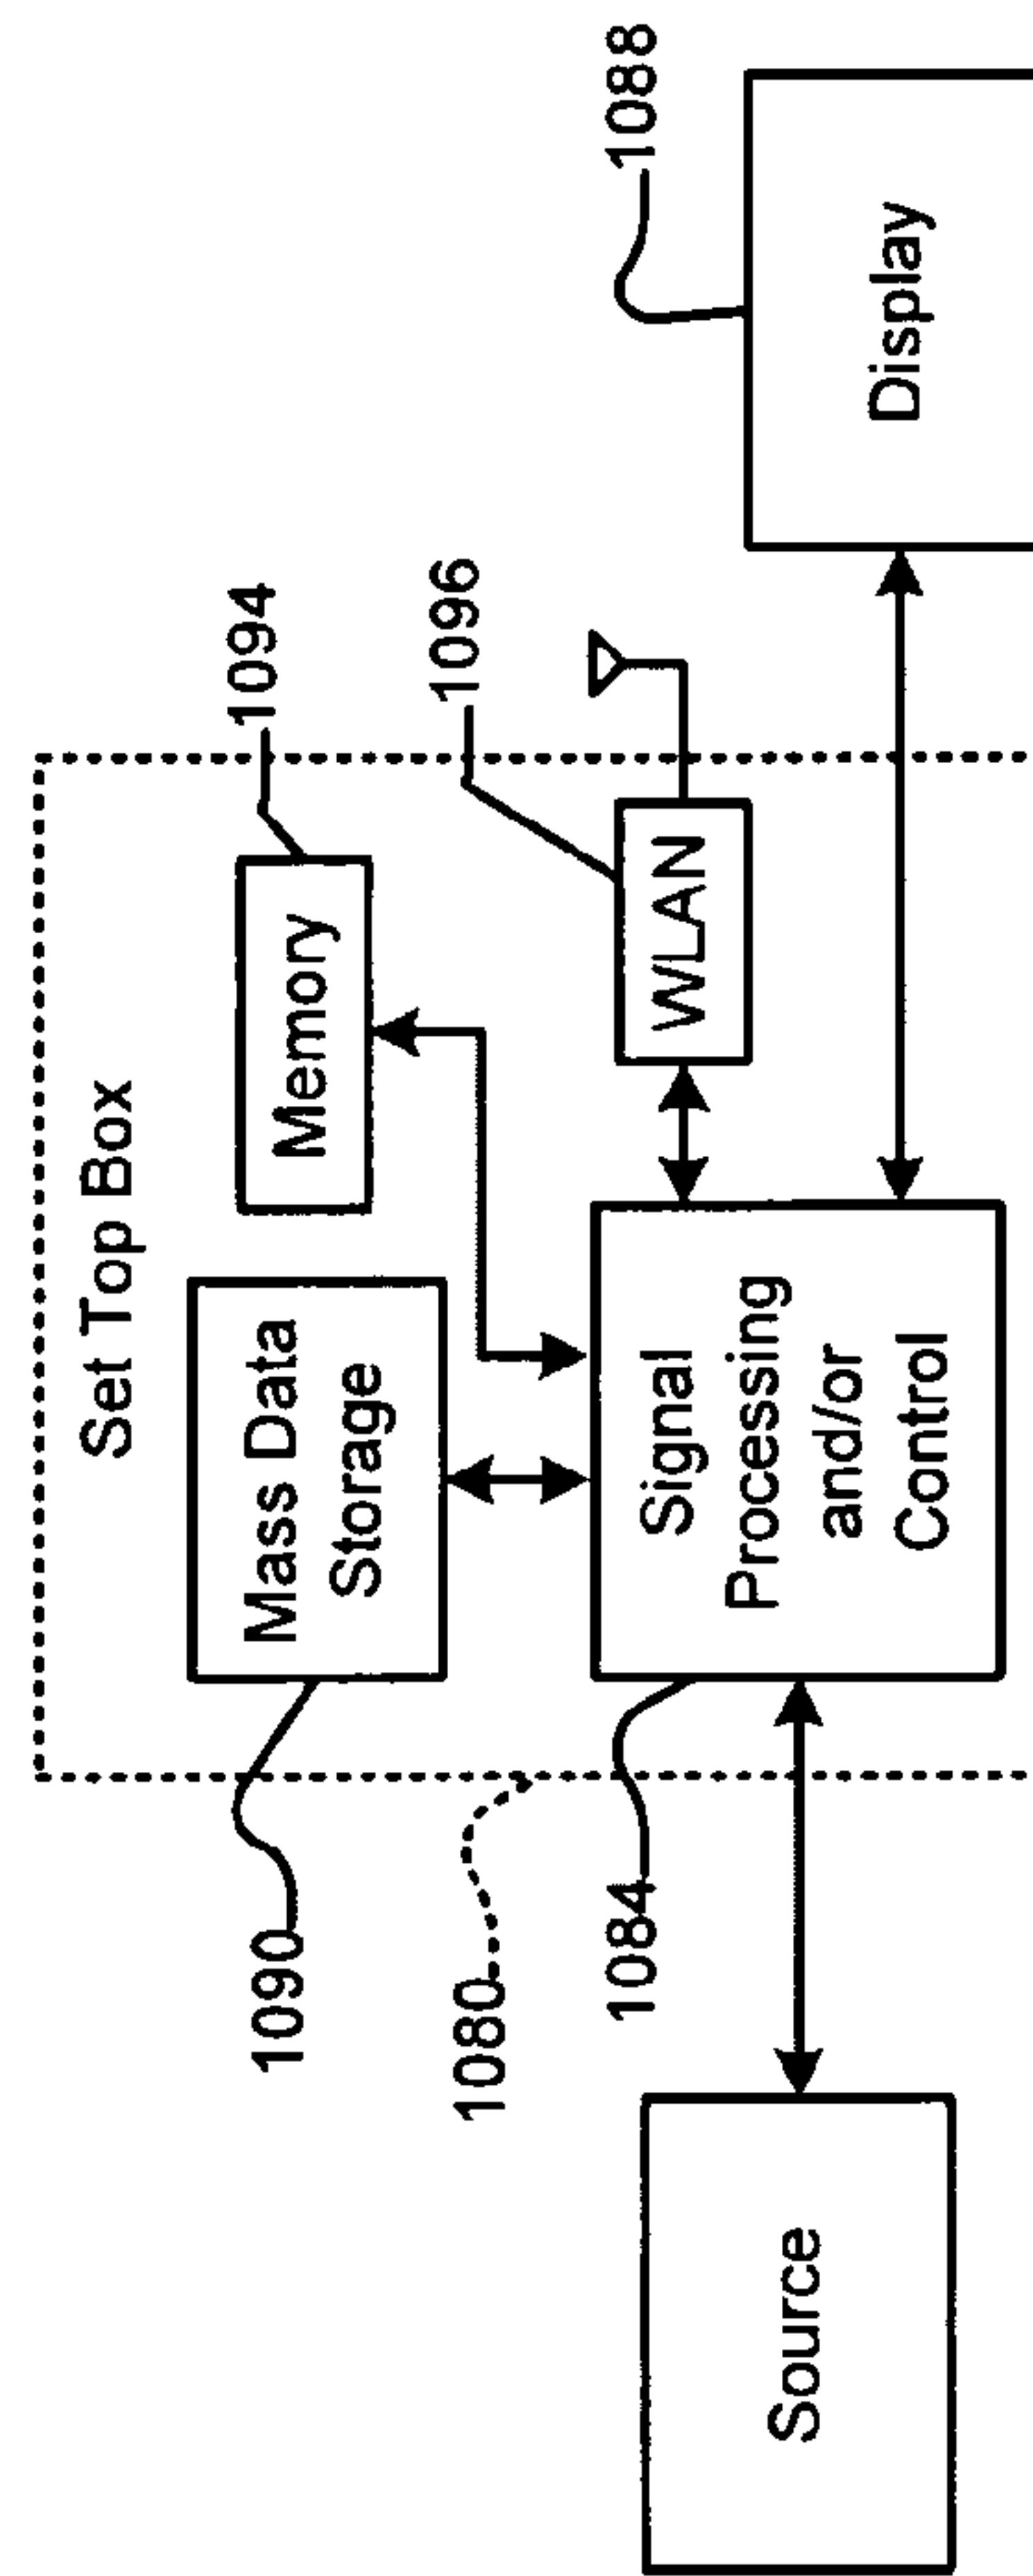 Set Top Box
1090
Mass Data
Storage
Memory
1094
1080
1096
WLAN
1084
Signal
Processing
and/or
Control
1088
Source
Display